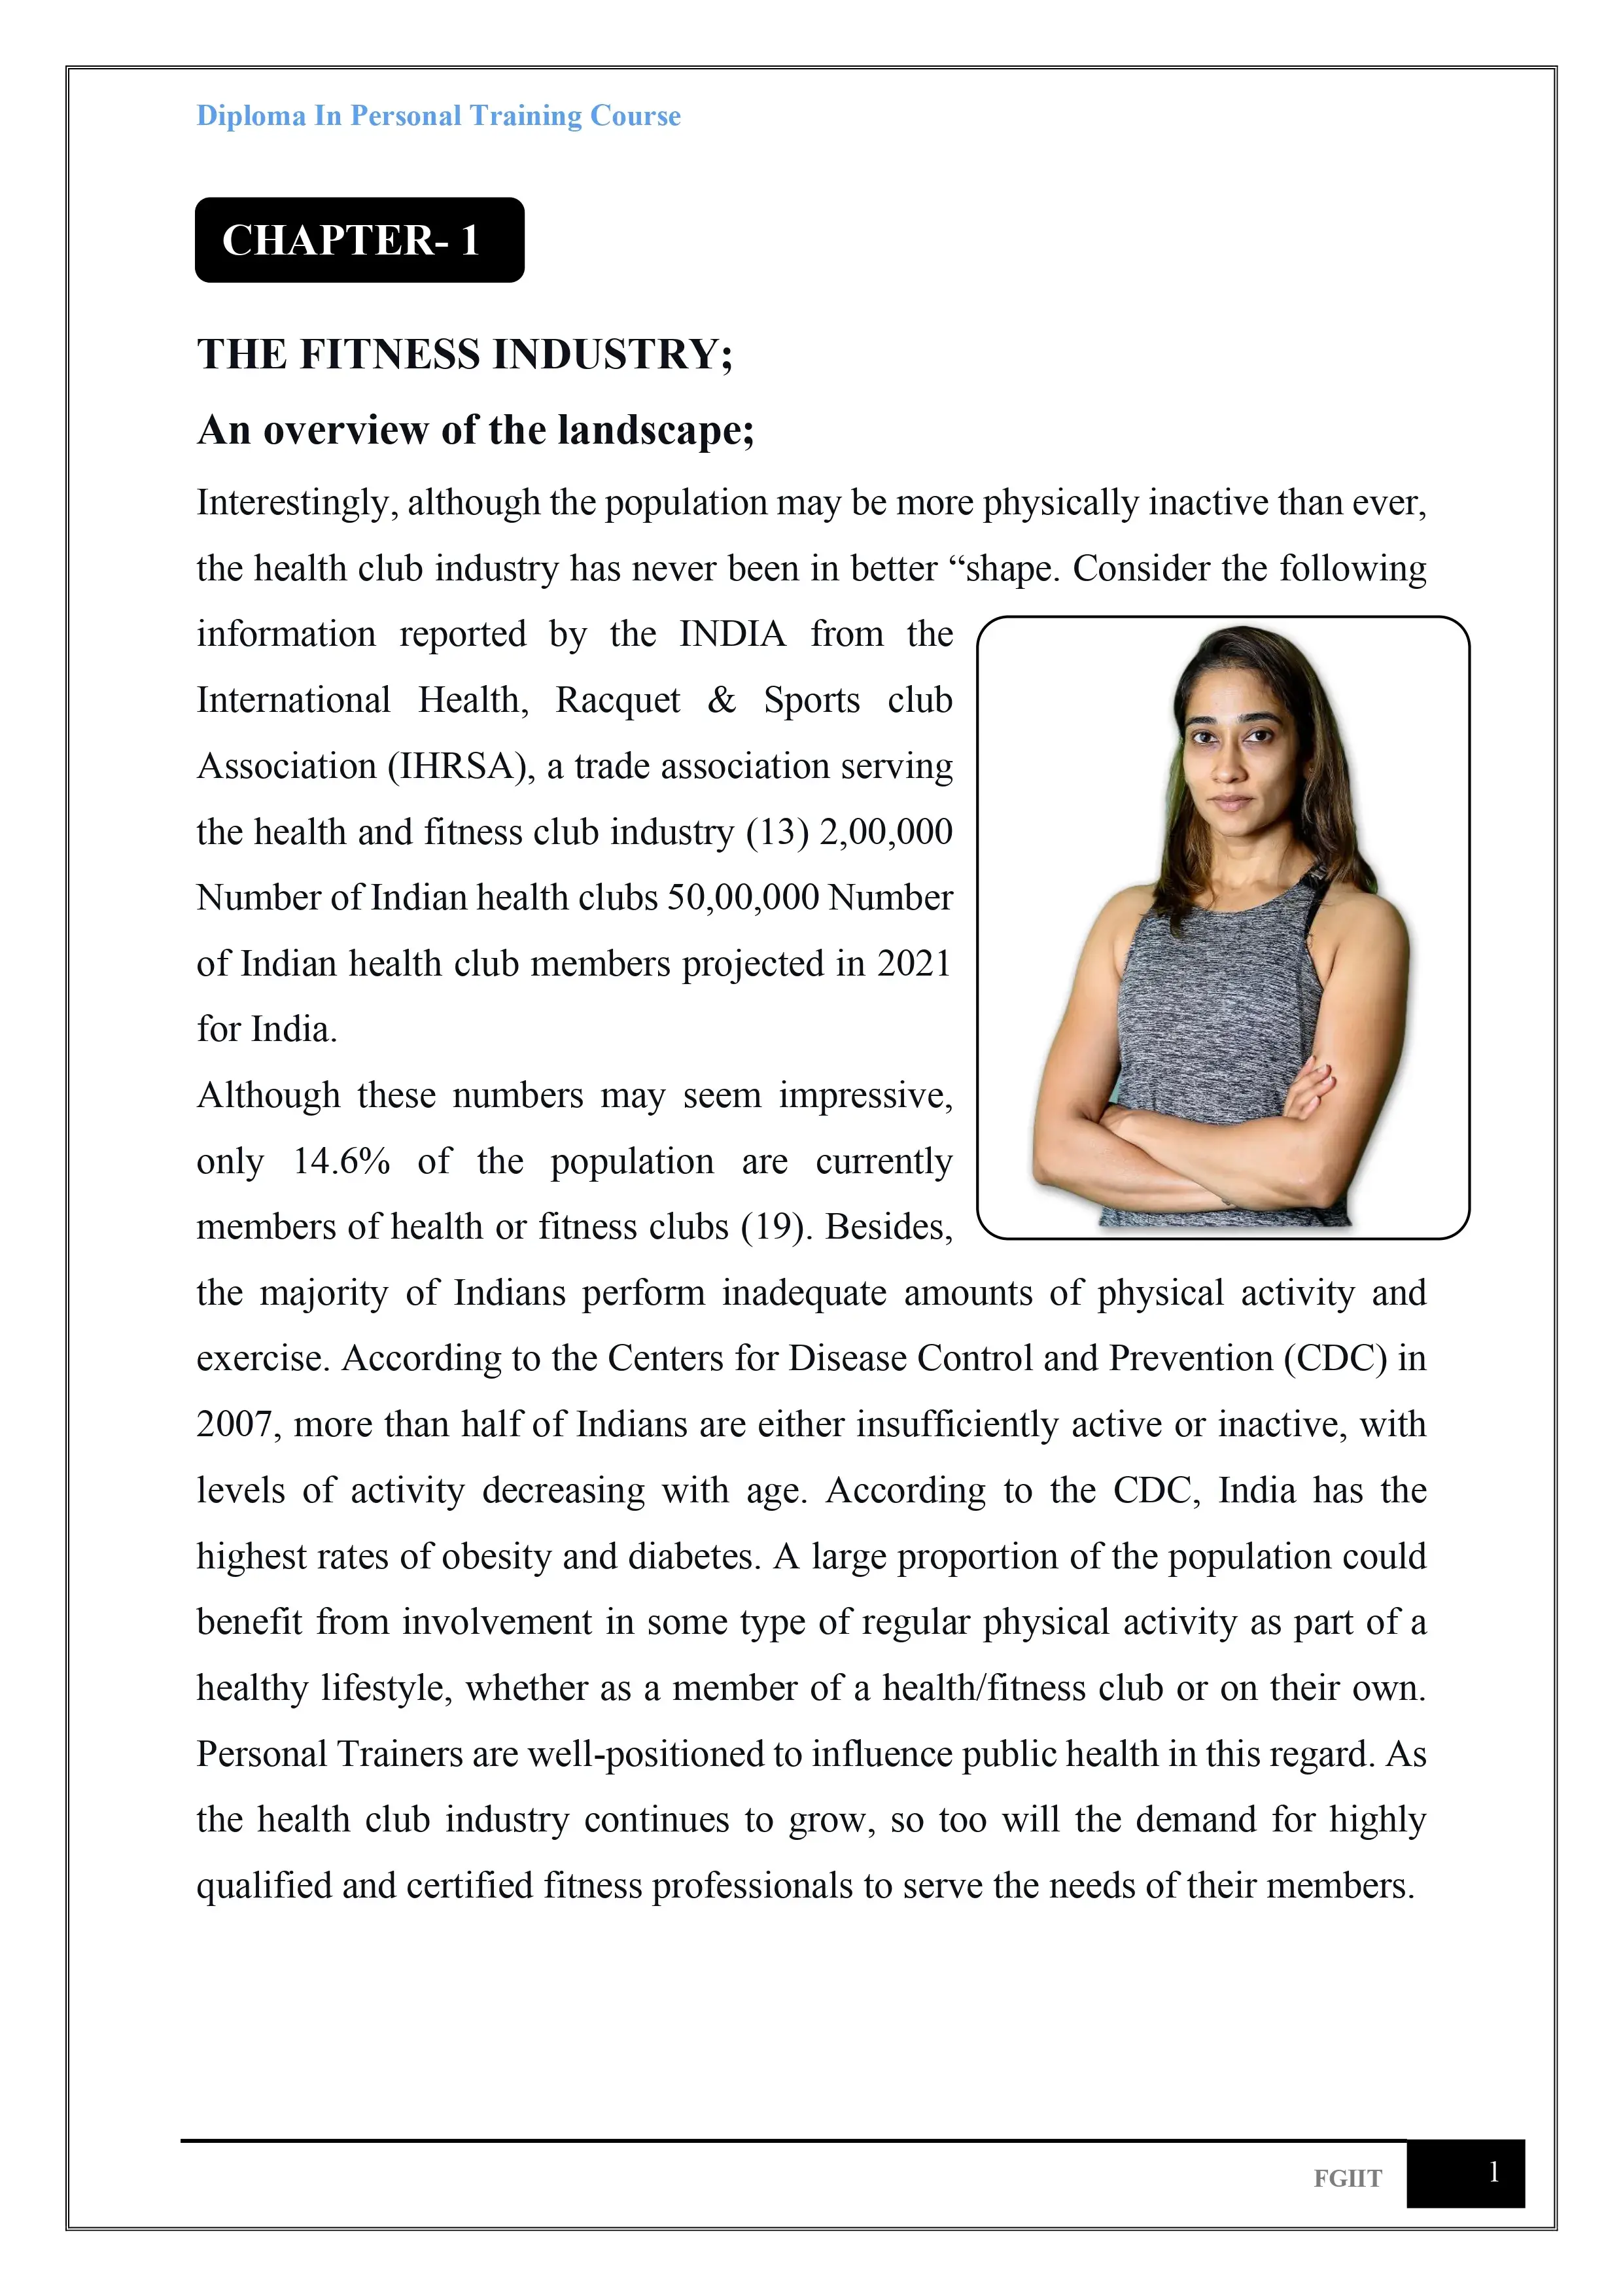 Diploma In Personal Training Course
CHAPTER- 1
THE FITNESS INDUSTRY;
An overview of the landscape;
Interestingly, although the population may be more physically inactive than ever,
the health club industry has never been in better “shape. Consider the following
information reported by the INDIA from the
International Health, Racquet & Sports club
Association (IHRSA), a trade association serving
the health and fitness club industry (13) 2,00,000
Number of Indian health clubs 50,00,000 Number
of Indian health club members projected in 2021
for India.
Although these numbers may seem impressive,
only 14.6% of the population are currently
members of health or fitness clubs (19). Besides,
the majority of Indians perform inadequate amounts of physical activity and
exercise. According to the Centers for Disease Control and Prevention (CDC) in
2007, more than half of Indians are either insufficiently active or inactive, with
levels of activity decreasing with age. According to the CDC, India has the
highest rates of obesity and diabetes. A large proportion of the population could
benefit from involvement in some type of regular physical activity as part of a
healthy lifestyle, whether as a member of a health/fitness club or on their own.
Personal Trainers are well-positioned to influence public health in this regard. As
the health club industry continues to grow, so too will the demand for highly
qualified and certified fitness professionals to serve the needs of their members.
FGIIT
1